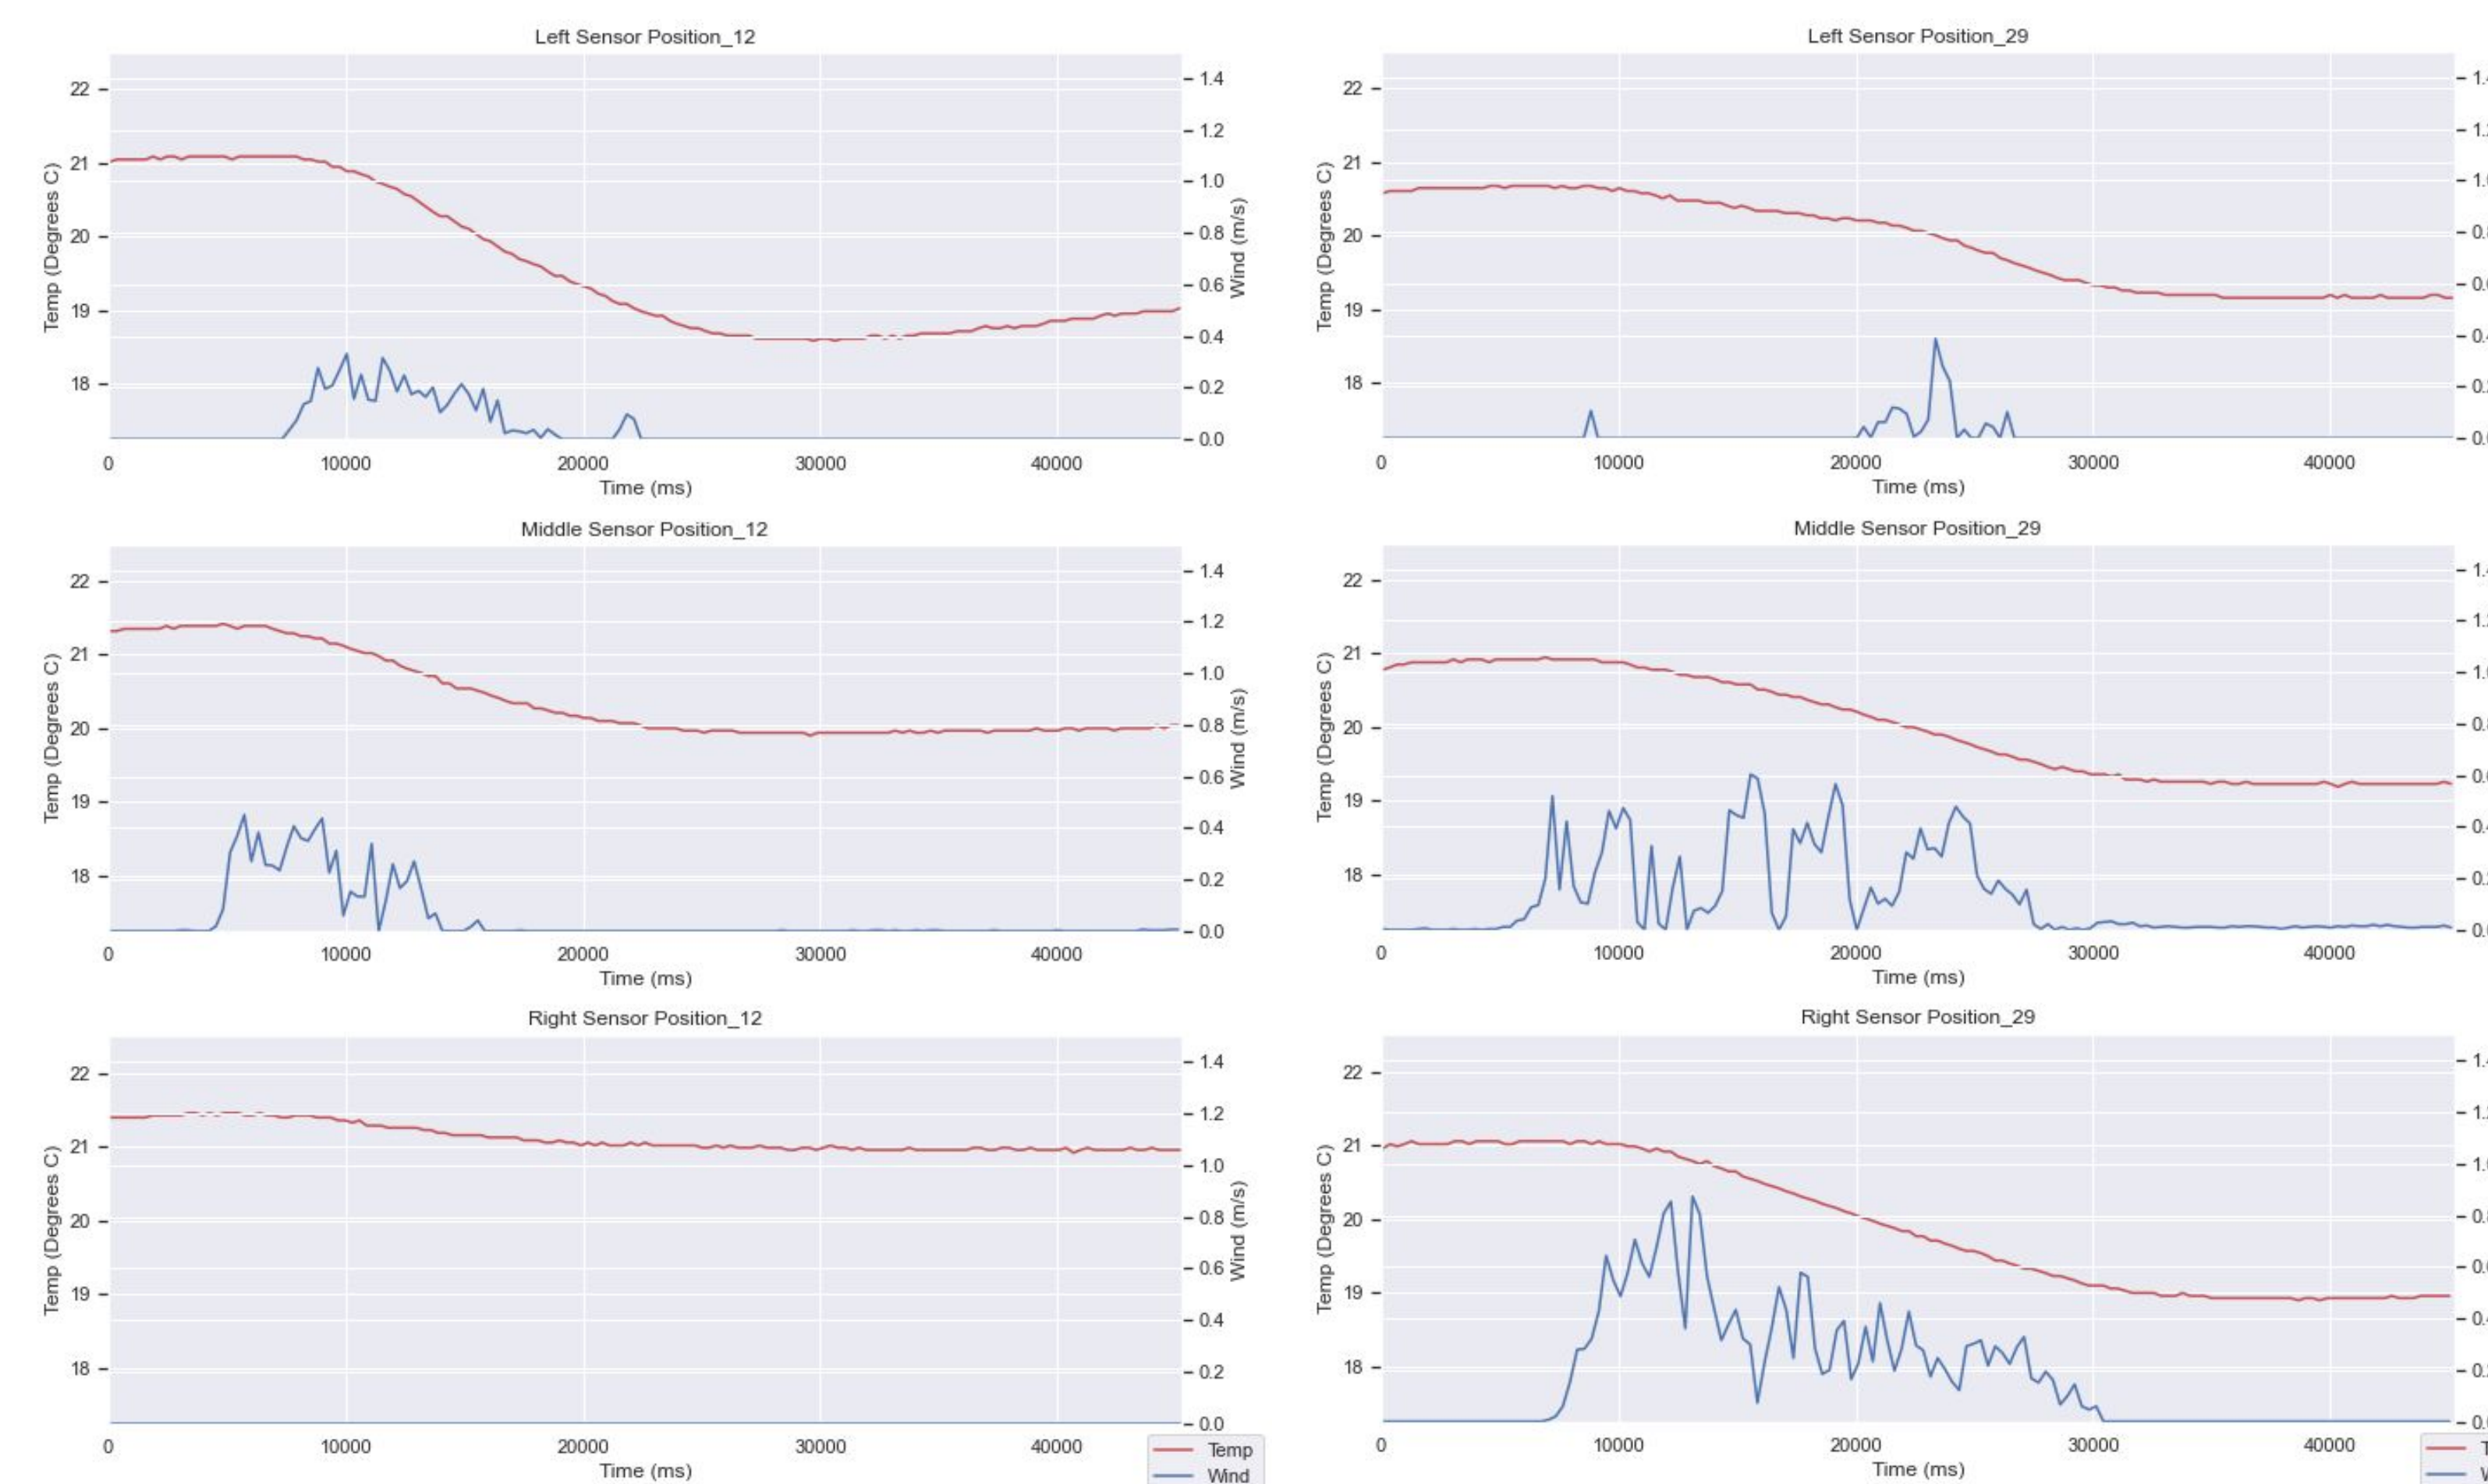 Left Sensor Position_12
22
21
20
19
18
Temp (Degrees C)
1.4
1.2
1.0
0.8
0.6
0.4
0.2
0.0
Wind (m/s)
0 10000 20000 30000 40000
Time (ms)
Left Sensor Position_29
22
21
20
19
18
Temp (Degrees C)
0 10000 20000 30000 40000
Time (ms)
Middle Sensor Position_12
22
21
20
19
18
Temp (Degrees C)
1.4
1.2
1.0
0.8
0.6
0.4
0.2
0.0
Wind (m/s)
0 10000 20000 30000 40000
Time (ms)
Middle Sensor Position_29
22
21
20
19
18
Temp (Degrees C)
0 10000 20000 30000 40000
Time (ms)
Right Sensor Position_12
22
21
20
19
18
Temp (Degrees C)
1.4
1.2
1.0
0.8
0.6
0.4
0.2
0.0
Wind (m/s)
0 10000 20000 30000 40000
Time (ms)
Temp
Wind
Right Sensor Position_29
22
21
20
19
18
Temp (Degrees C)
0 10000 20000 30000 40000
Time (ms)